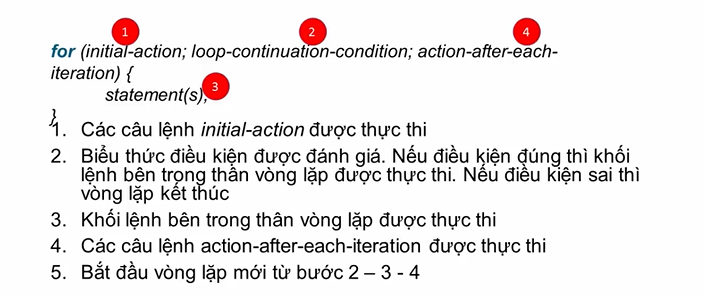 1 2 4
for (initial-action; loop-continuation-condition; action-after-each-
iteration) {
statement(s); 3
}
1. Các câu lệnh initial-action được thực thi
2. Biểu thức điều kiện được đánh giá. Nếu điều kiện đúng thì khối
lệnh bên trong thân vòng lặp được thực thi. Nếu điều kiện sai thì
vòng lặp kết thúc
3. Khối lệnh bên trong thân vòng lặp được thực thi
4. Các câu lệnh action-after-each-iteration được thực thi
5. Bắt đầu vòng lặp mới từ bước 2 – 3 - 4